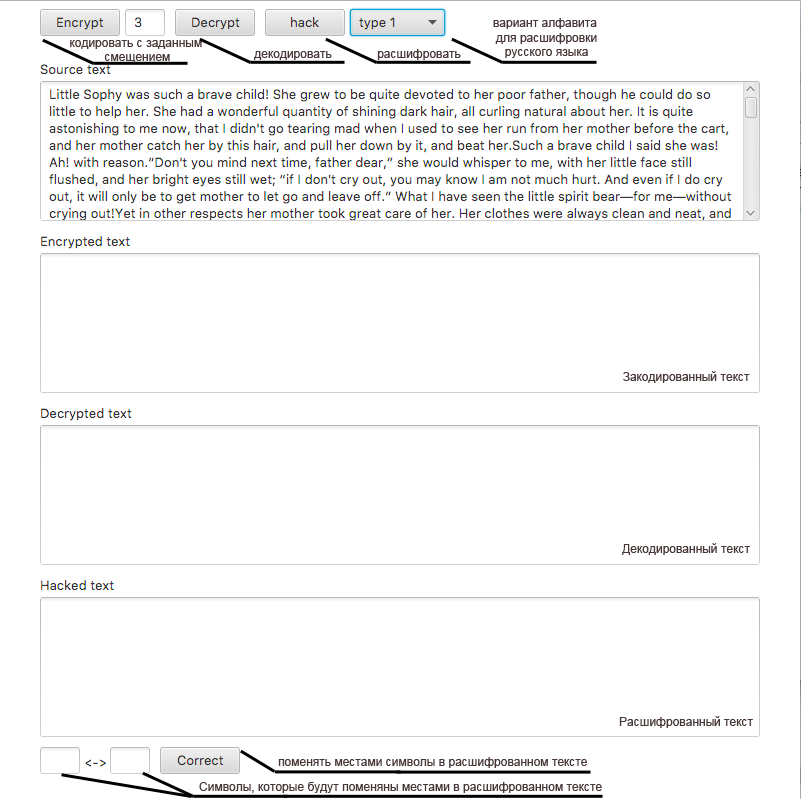 Encrypt 3 Decrypt hack type 1
вариант алфавита
для расшифровки
русского языка
кодировать с заданным
смещением
декодировать
расшифровать
Source text
Little Sophy was such a brave child! She grew to be quite devoted to her poor father, though he could do so
little to help her. She had a wonderful quantity of shining dark hair, all curling natural about her. It is quite
astonishing to me now, that I didn't go tearing mad when I used to see her run from her mother before the cart,
and her mother catch her by this hair, and pull her down by it, and beat her.Such a brave child I said she was!
Ah! with reason.“Don't you mind next time, father dear,” she would whisper to me, with her little face still
flushed, and her bright eyes still wet; “if I don't cry out, you may know I am not much hurt. And even if I do cry
out, it will only be to get mother to let go and leave off.” What I have seen the little spirit bear—for me—without
crying out!Yet in other respects her mother took great care of her. Her clothes were always clean and neat, and
Encrypted text
Закодированный текст
Decrypted text
Декодированный текст
Hacked text
Расшифрованный текст
<-> Correct
поменять местами символы в расшифрованном тексте
Символы, которые будут поменяны местами в расшифрованном тексте